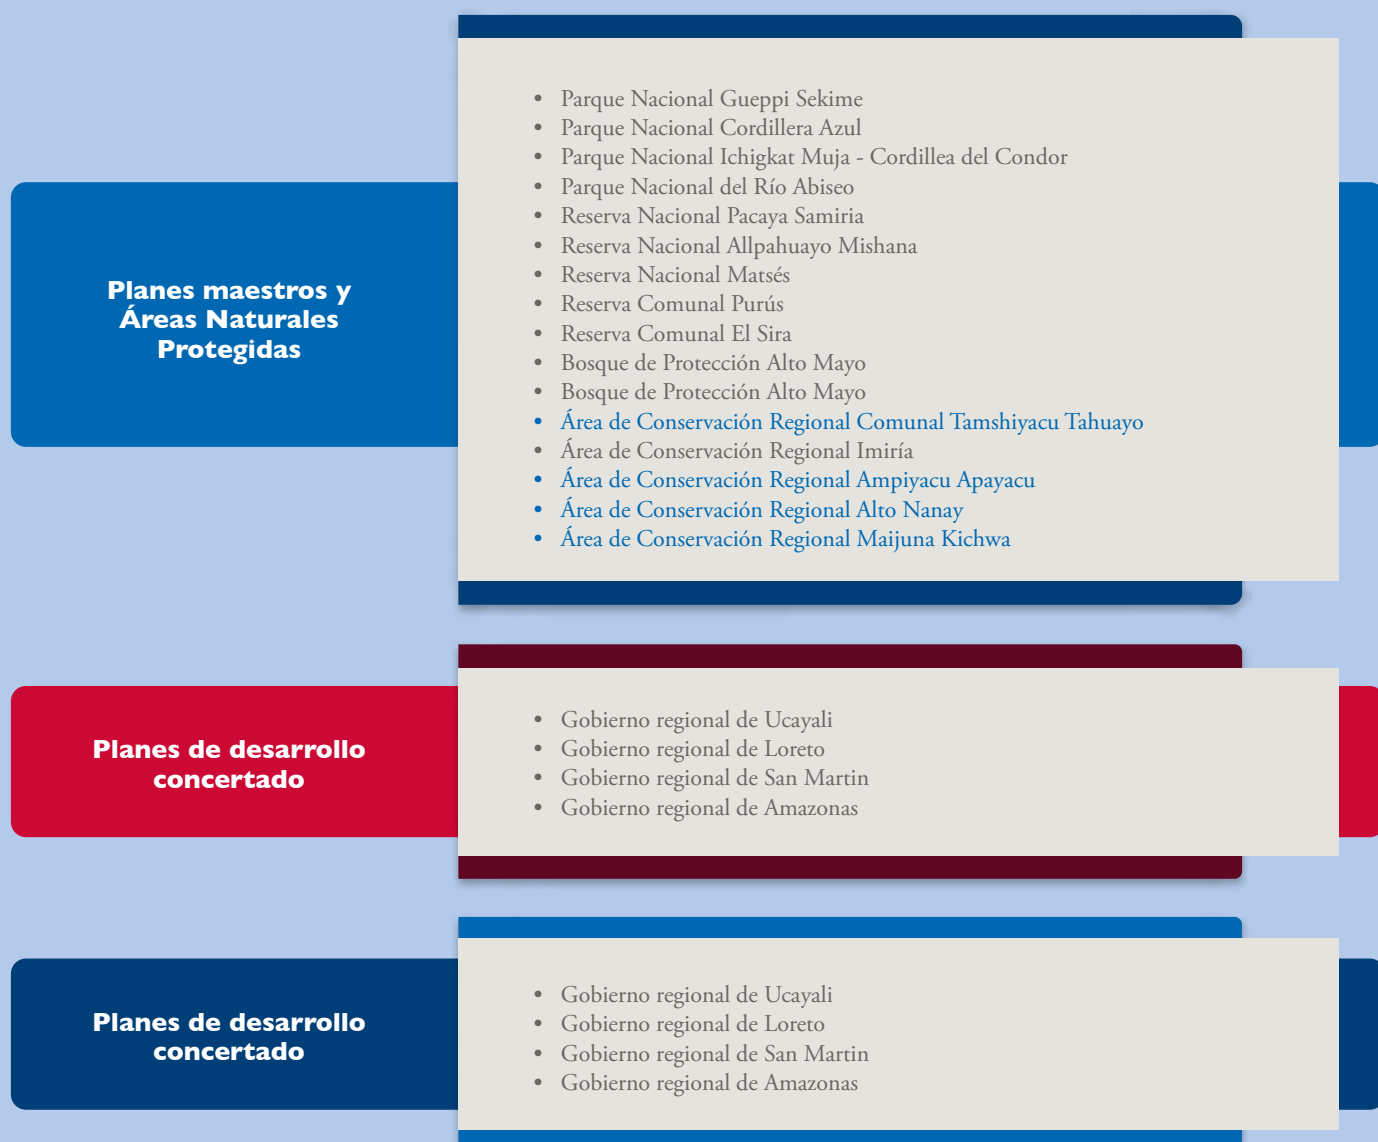 Planes maestros y
Áreas Naturales
Protegidas
• Parque Nacional Gueppi Sekime
• Parque Nacional Cordillera Azul
• Parque Nacional Ichigkat Muja - Cordillea del Condor
• Parque Nacional del Río Abiseo
• Reserva Nacional Pacaya Samiria
• Reserva Nacional Allpahuayo Mishana
• Reserva Nacional Matsés
• Reserva Comunal Purús
• Reserva Comunal El Sira
• Bosque de Protección Alto Mayo
• Bosque de Protección Alto Mayo
• Área de Conservación Regional Comunal Tamshiyacu Tahuayo
• Área de Conservación Regional Imiría
• Área de Conservación Regional Ampiyacu Apayacu
• Área de Conservación Regional Alto Nanay
• Área de Conservación Regional Maijuna Kichwa
Planes de desarrollo
concertado
• Gobierno regional de Ucayali
• Gobierno regional de Loreto
• Gobierno regional de San Martin
• Gobierno regional de Amazonas
Planes de desarrollo
concertado
• Gobierno regional de Ucayali
• Gobierno regional de Loreto
• Gobierno regional de San Martin
• Gobierno regional de Amazonas